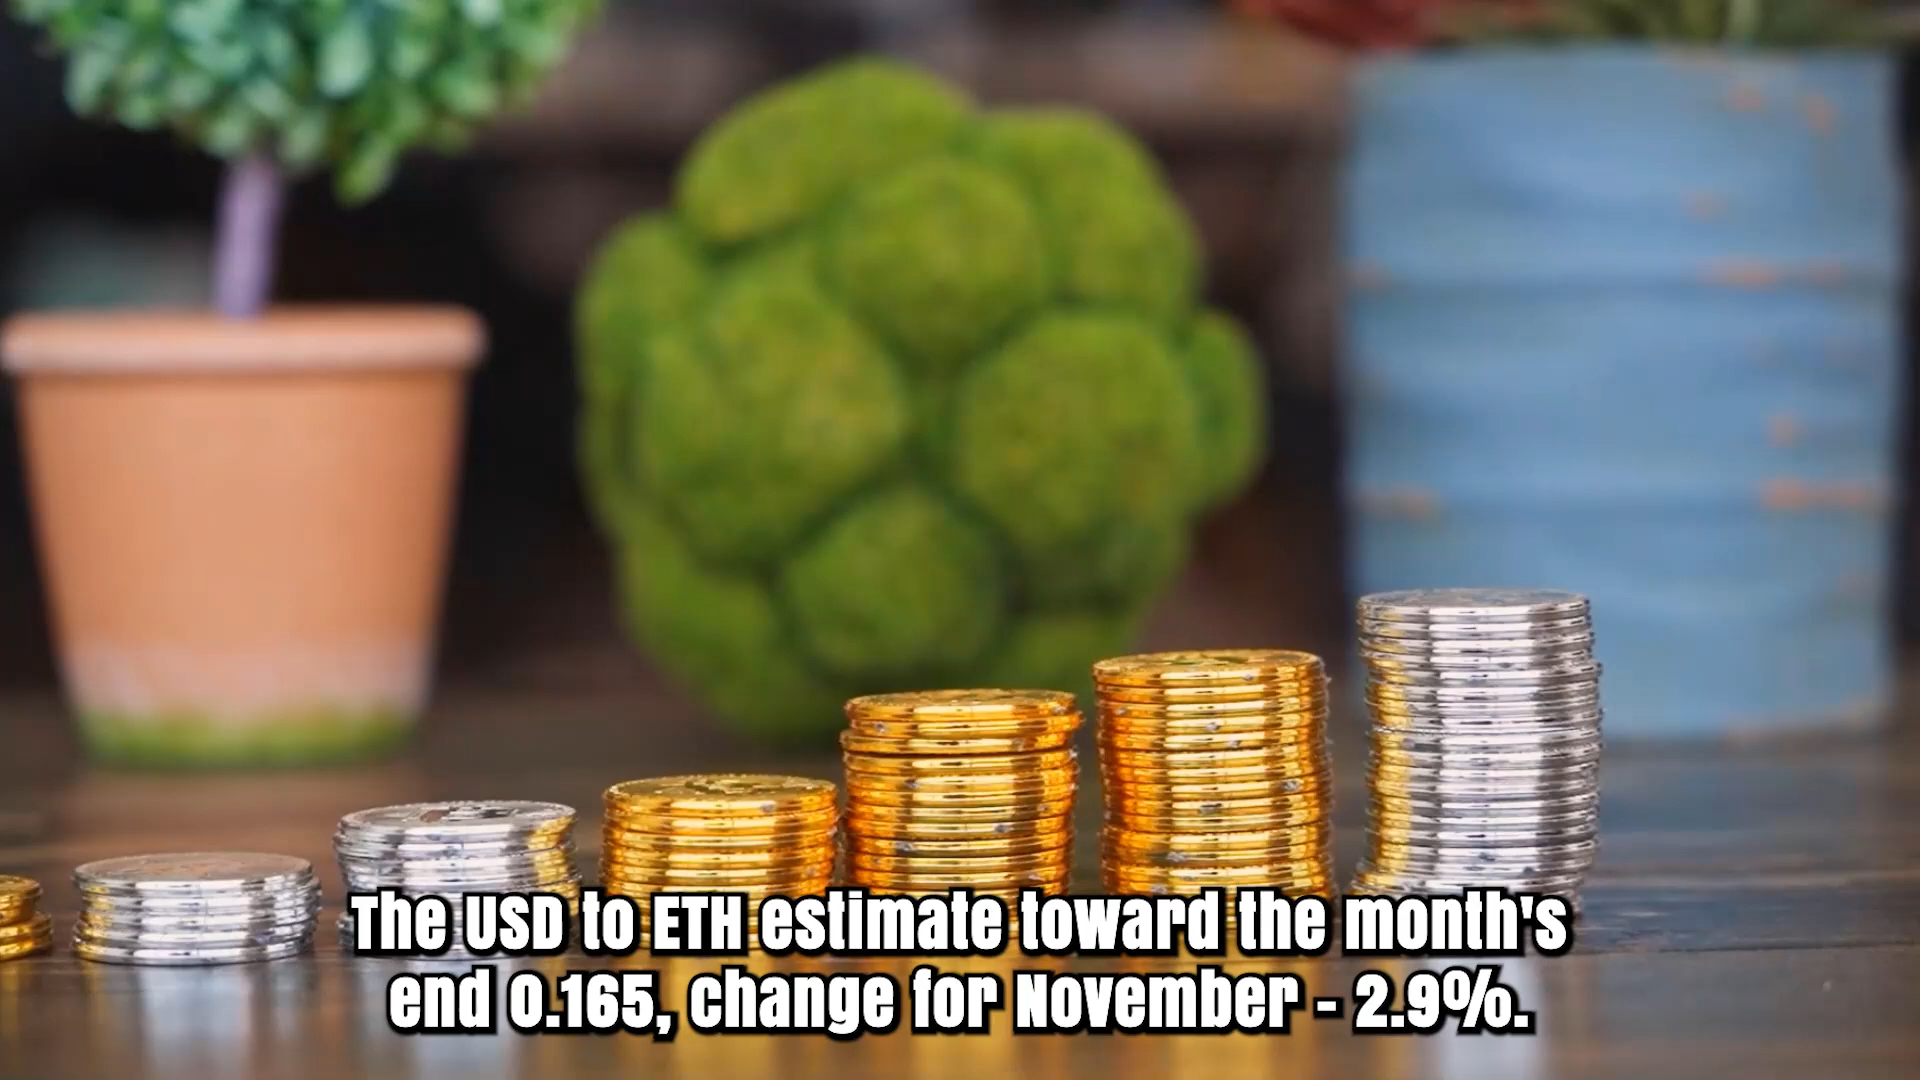 The USD to ETH estimate toward the month's
end 0.165, change for November - 2.9%.